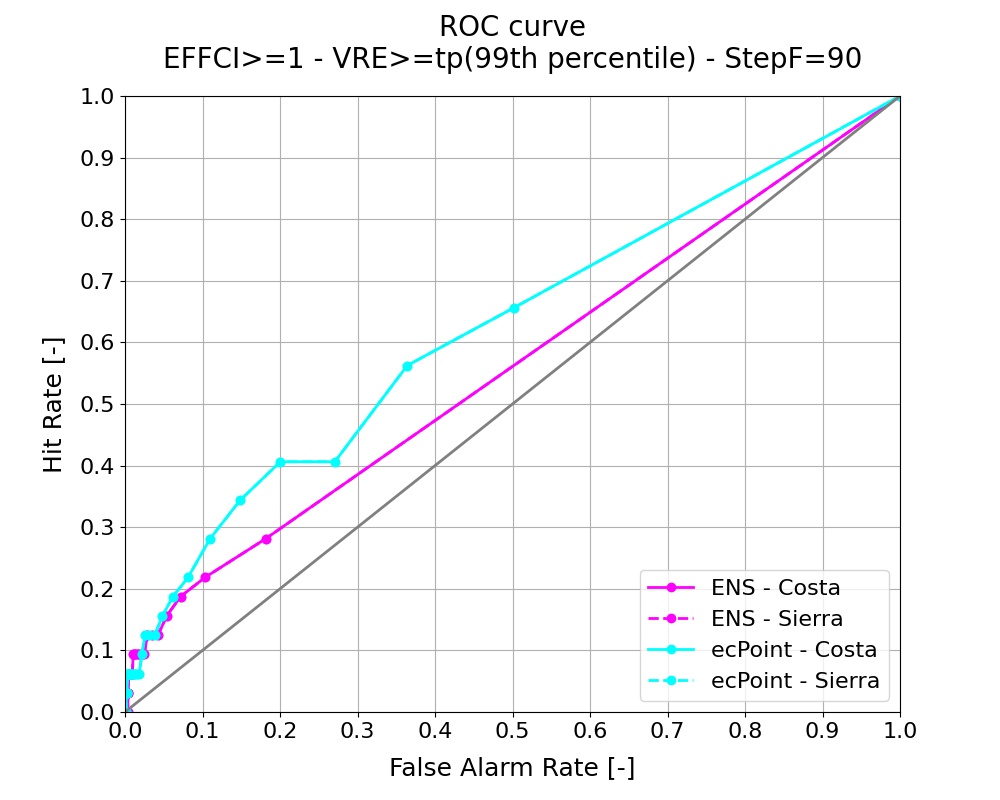 ROC curve
EFFCI>=1 - VRE>=tp(99th percentile) - StepF=90
1.0
0.9
0.8
0.7
0.6
0.5
0.4
0.3
0.2
0.1
0.0
Hit Rate [-]
ENS - Costa
ENS - Sierra
ecPoint - Costa
ecPoint - Sierra
0.0 0.1 0.2 0.3 0.4 0.5 0.6 0.7 0.8 0.9 1.0
False Alarm Rate [-]